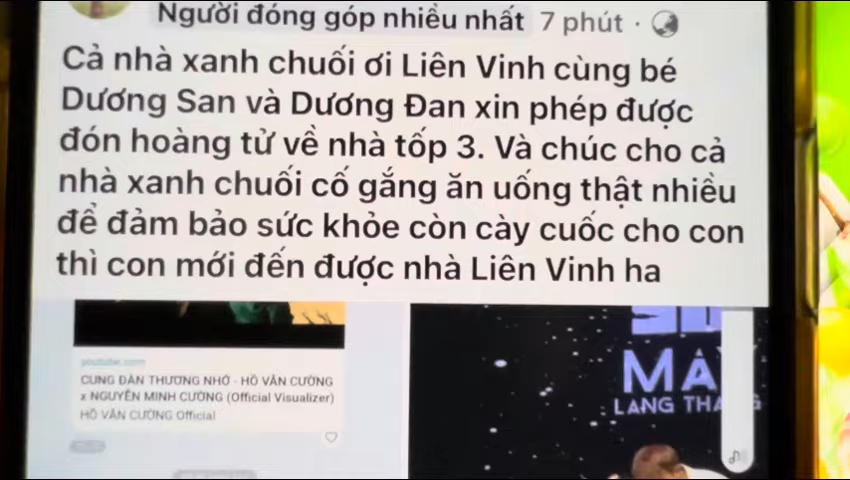 Người đóng góp nhiều nhất 7 phút ·
Cả nhà xanh chuối ơi Liên Vinh cùng bé
Dương San và Dương Đan xin phép được
đón hoàng tử về nhà tốp 3. Và chúc cho cả
nhà xanh chuối cố gắng ăn uống thật nhiều
để đảm bảo sức khỏe còn cày cuốc cho con
thì con mới đến được nhà Liên Vinh ha
youtube.com
CUNG ĐÀN THƯƠNG NHỚ - HỒ VĂN CƯỜNG
x NGUYỄN MINH CƯỜNG (Official Visualizer)
HỒ VĂN CƯỜNG Official
LANG